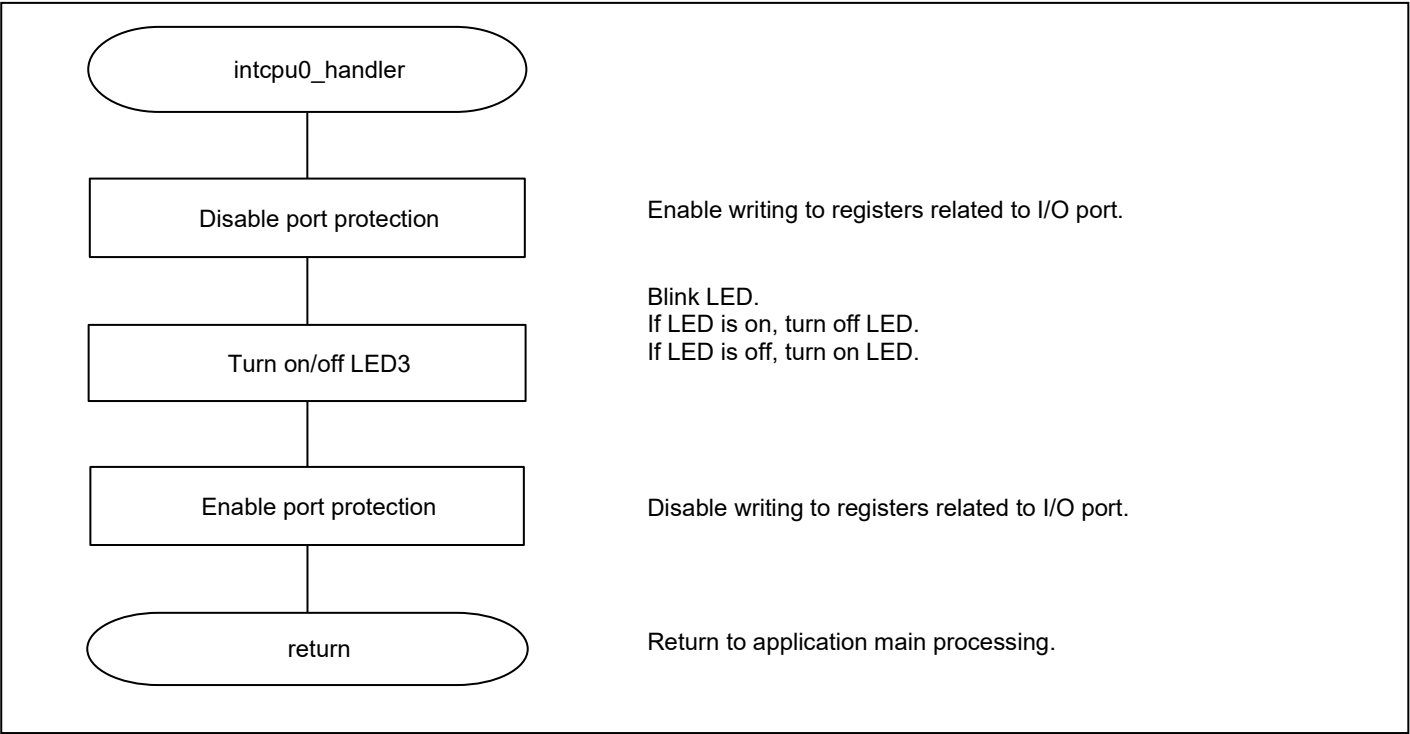 intcpu0_handler
Disable port protection
Enable writing to registers related to I/O port.
Blink LED.
If LED is on, turn off LED.
If LED is off, turn on LED.
Turn on/off LED3
Enable port protection
Disable writing to registers related to I/O port.
return
Return to application main processing.